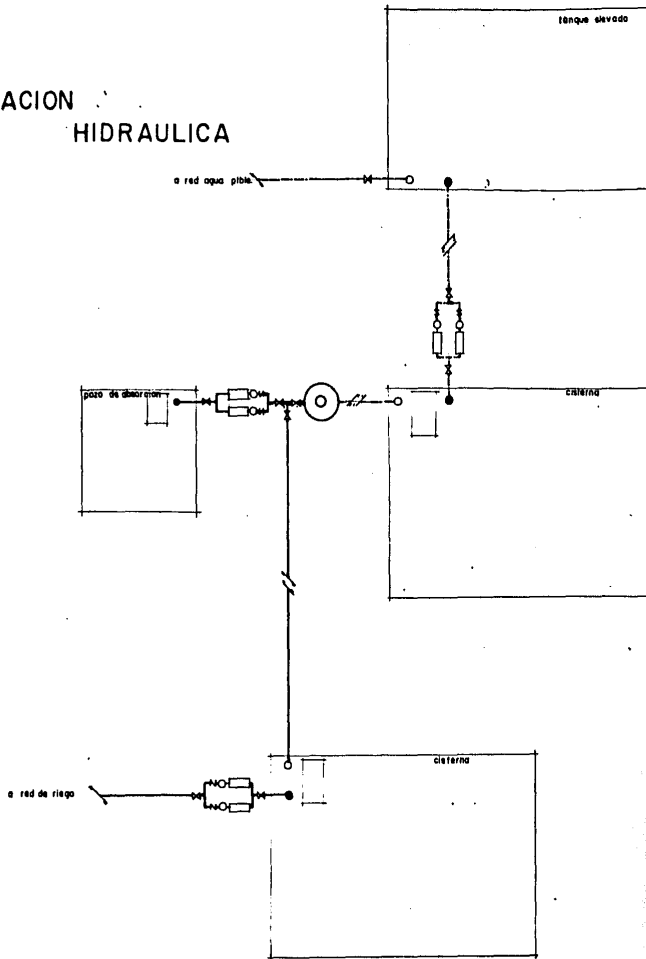 tanque elevado
ACION
HIDRAULICA
a red agua ptble.
pozo de absorcion
cisterna
cisterna
a red de riego